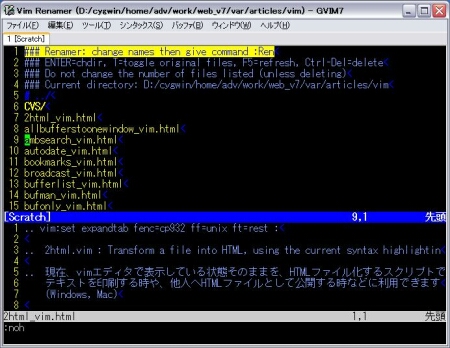 Vim Renamer (D:/cygwin/home/adv/work/web_v7/var/articles/vim) - GVIM7
ファイル(F) 編集(E) ツール(T) シンタックス(S) バッファ(B) ウィンドウ(W) ヘルプ(H)
1 [Scratch]
1 ### Renamer: change names then give command :Ren
2 ### ENTER=chdir, T=toggle original files, F5=refresh, Ctrl-Del=delete<
3 ### Do not change the number of files listed (unless deleting)<
4 ### Current directory: D:/cygwin/home/adv/work/web_v7/var/articles/vim<
5 # ../<
6 CVS/<
7 2html_vim.html<
8 allbufferstoonewindow_vim.html<
9 ambsearch_vim.html<
10 autodate_vim.html<
11 bookmarks_vim.html<
12 broadcast_vim.html<
13 bufferlist_vim.html<
14 bufman_vim.html<
15 bufonly_vim.html<
[Scratch] 9,1 先頭
1 .. vim:set expandtab fenc=cp932 ff=unix ft=rest :<
2 ..<
3 ..  2html.vim : Transform a file into HTML, using the current syntax highlightin
4 ..<
5 ..  現在、vimエディタで表示している状態そのままを、HTMLファイル化するスクリプトで
6     テキストを印刷する時や、他人へHTMLファイルとして公開する時などに利用できます
7     (Windows, Mac)<
8 <
2html_vim.html 1,1 先頭
:noh